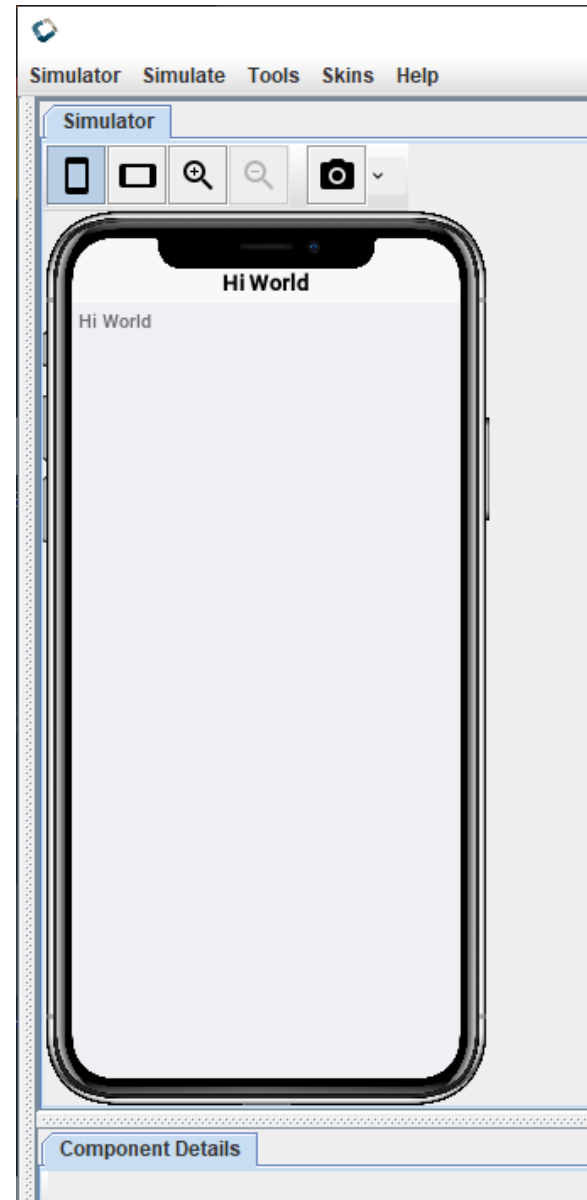 Simulator Simulate Tools Skins Help
Simulator
Hi World
Hi World
Component Details